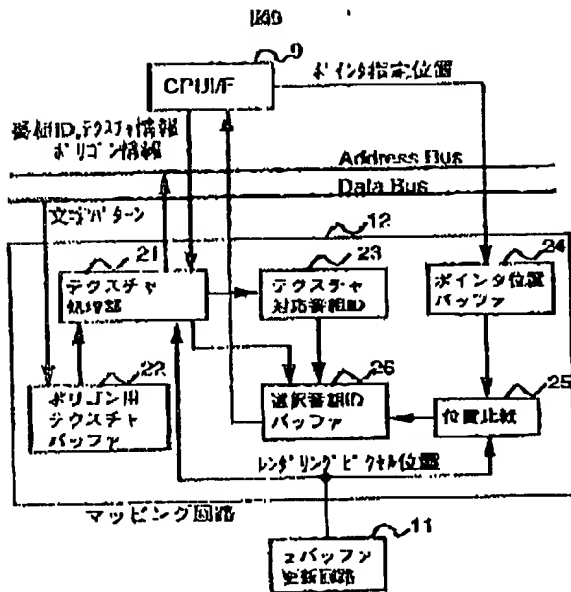 図9
9
CPUI/F
ポインタ指定位置
番組ID,テクスチャ情報
ポリゴン情報
Address Bus
Data Bus
文字パターン
12
21
23
24
テクスチャ
処理部
テクスチャ
対応番組ID
ポインタ位置
バッファ
22
26
25
ポリゴン用
テクスチャ
バッファ
選択番組ID
バッファ
位置比較
レンダリングピクセル位置
マッピング回路
11
zバッファ
更新回路